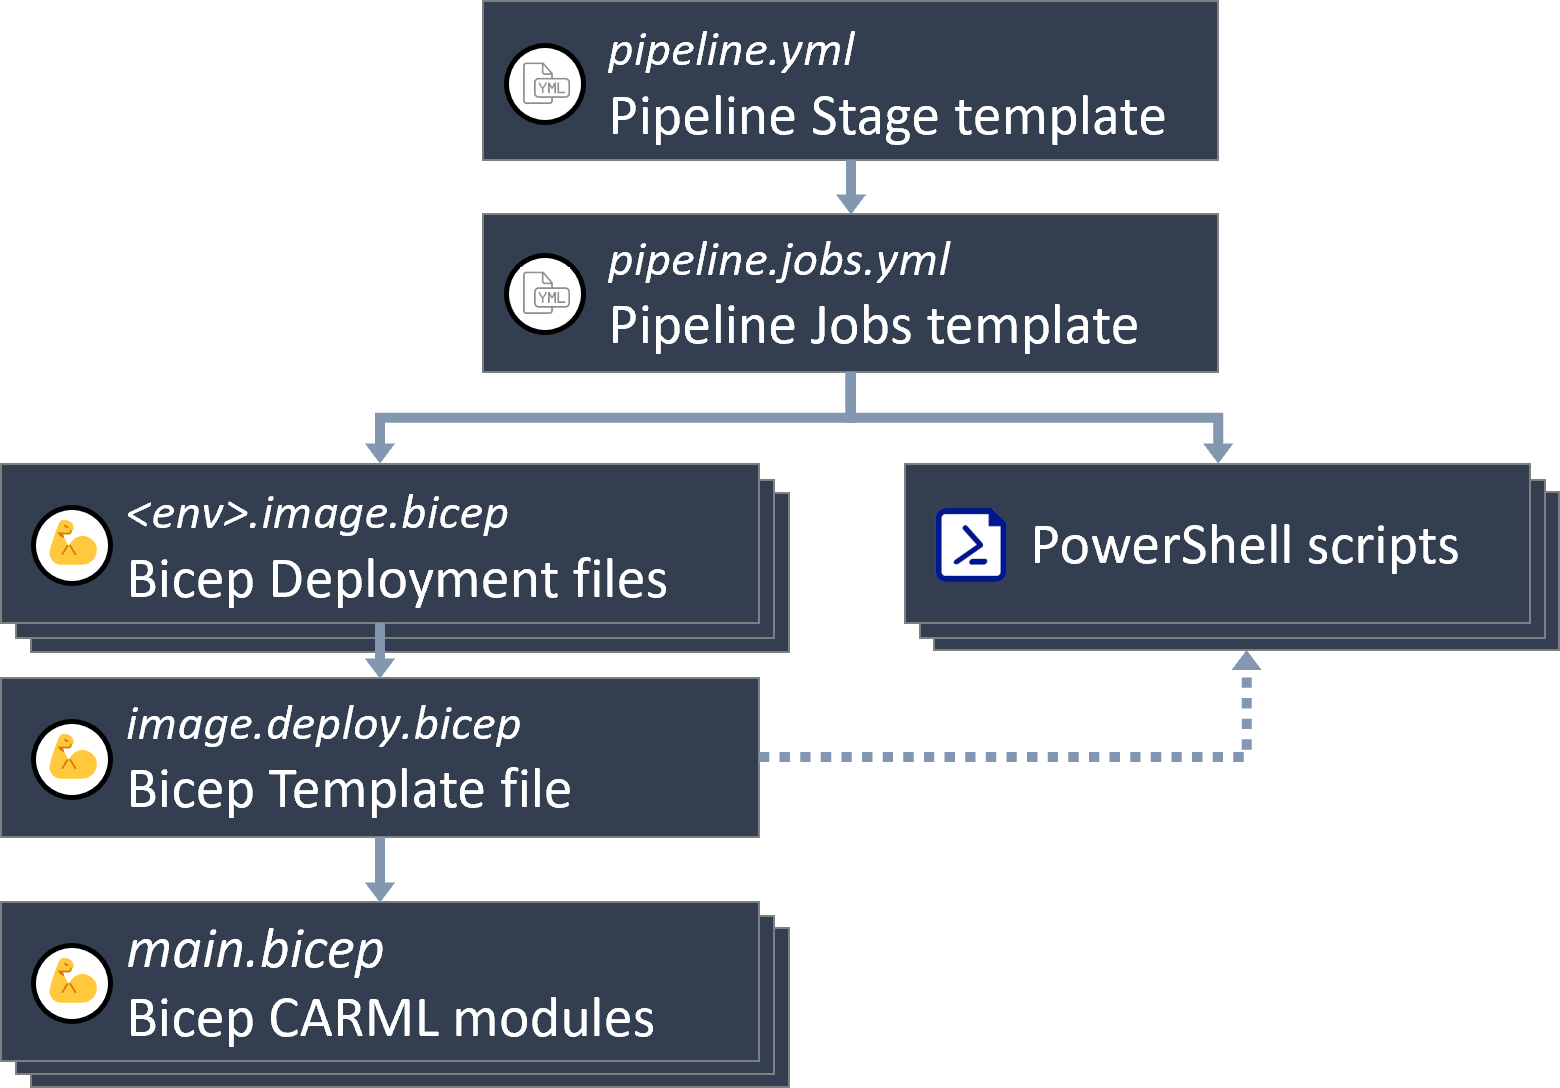 pipeline.yml
YML
Pipeline Stage template
pipeline.jobs.yml
YML
Pipeline Jobs template
<env>.image.bicep
Bicep Deployment files
PowerShell scripts
image.deploy.bicep
Bicep Template file
main.bicep
Bicep CARML modules